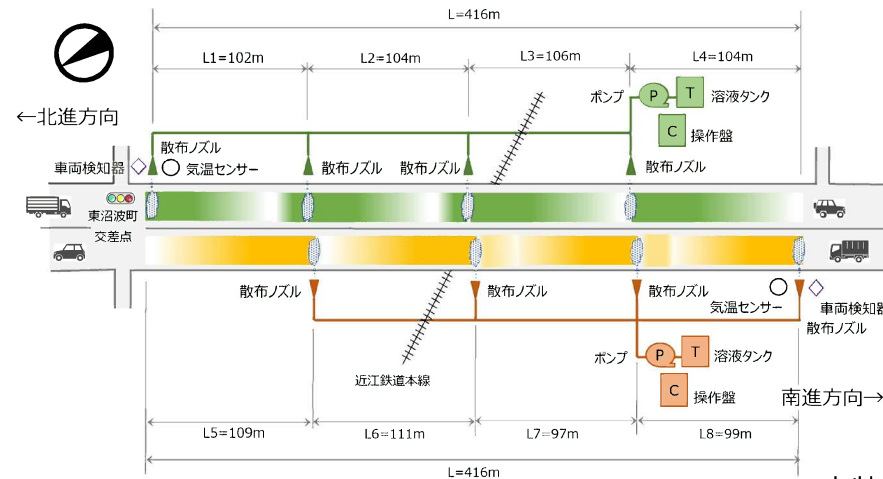 L=416m
L1=102m
L2=104m
L3=106m
L4=104m
ポンプ
P
T
溶液タンク
C
操作盤
←北進方向
散布ノズル
車両検知器
気温センサー
散布ノズル
散布ノズル
散布ノズル
東沼波町
交差点
散布ノズル
散布ノズル
散布ノズル
気温センサー
車両検知器
散布ノズル
ポンプ
P
T
溶液タンク
C
操作盤
近江鉄道本線
南進方向→
L5=109m
L6=111m
L7=97m
L8=99m
L=416m